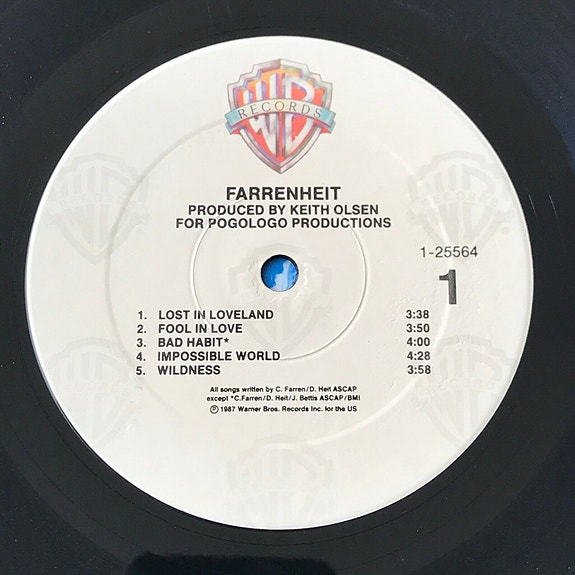 WB
RECORDS
FARRENHEIT
PRODUCED BY KEITH OLSEN
FOR POGOLOGO PRODUCTIONS
1-25564
1
1. LOST IN LOVELAND 3:38
2. FOOL IN LOVE 3:50
3. BAD HABIT* 4:00
4. IMPOSSIBLE WORLD 4:28
5. WILDNESS 3:58
All songs written by C. Farren/D. Heit ASCAP
except *C.Farren/D. Heit/J. Bettis ASCAP/BMI
Ⓟ 1987 Warner Bros. Records Inc. for the US